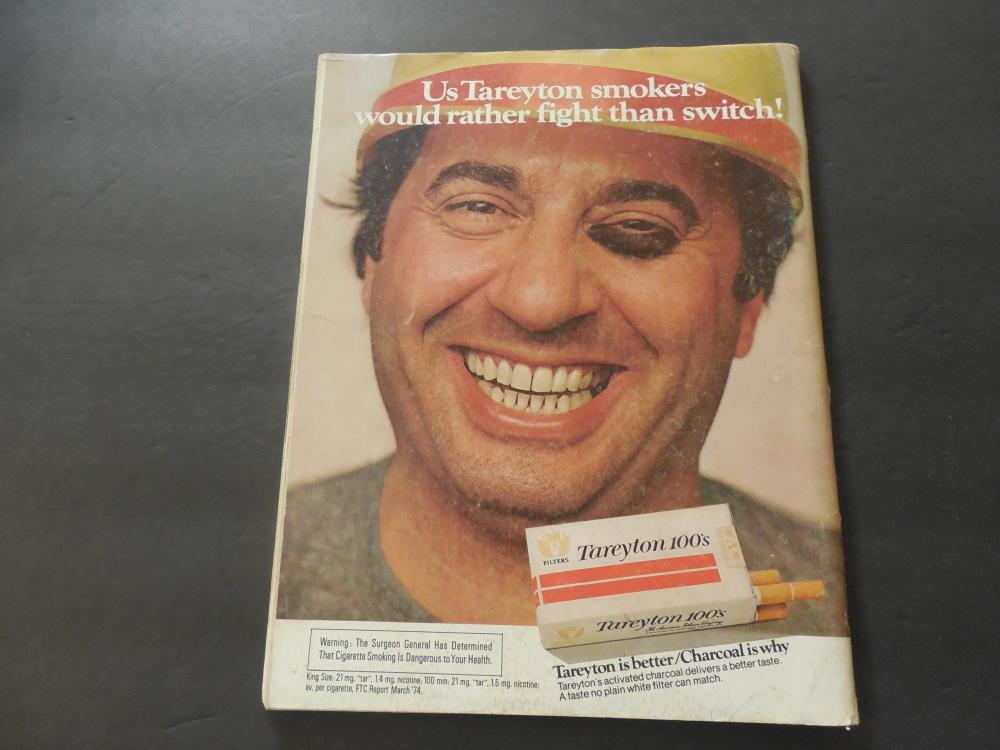 Us Tareyton smokers
would rather fight than switch!
FILTERS
Tareyton 100's
Tareyton 100's
Warning: The Surgeon General Has Determined
That Cigarette Smoking Is Dangerous to Your Health.
King Size: 21 mg. "tar", 1.4 mg. nicotine; 100 mm: 21 mg. "tar", 1.5 mg. nicotine;
av. per cigarette, FTC Report March '74.
Tareyton is better/Charcoal is why
Tareyton's activated charcoal delivers a better taste.
A taste no plain white filter can match.